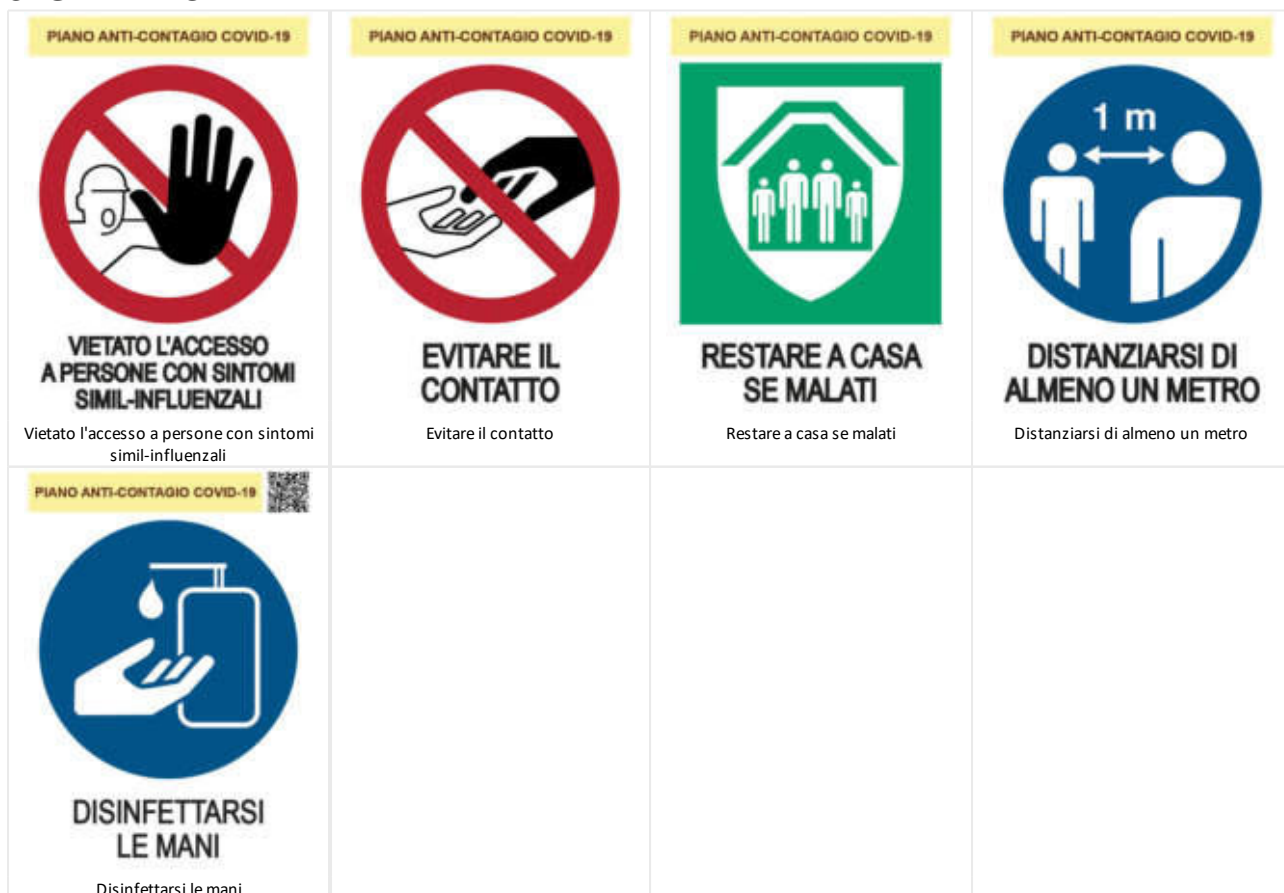 PIANO ANTI-CONTAGIO COVID-19
VIETATO L'ACCESSO
A PERSONE CON SINTOMI
SIMIL-INFLUENZALI
Vietato l'accesso a persone con sintomi
simil-influenzali
PIANO ANTI-CONTAGIO COVID-19
EVITARE IL
CONTATTO
Evitare il contatto
PIANO ANTI-CONTAGIO COVID-19
RESTARE A CASA
SE MALATI
Restare a casa se malati
PIANO ANTI-CONTAGIO COVID-19
1 m
DISTANZIARSI DI
ALMENO UN METRO
Distanziarsi di almeno un metro
PIANO ANTI-CONTAGIO COVID-19
DISINFETTARSI
LE MANI
Disinfettarsi le mani